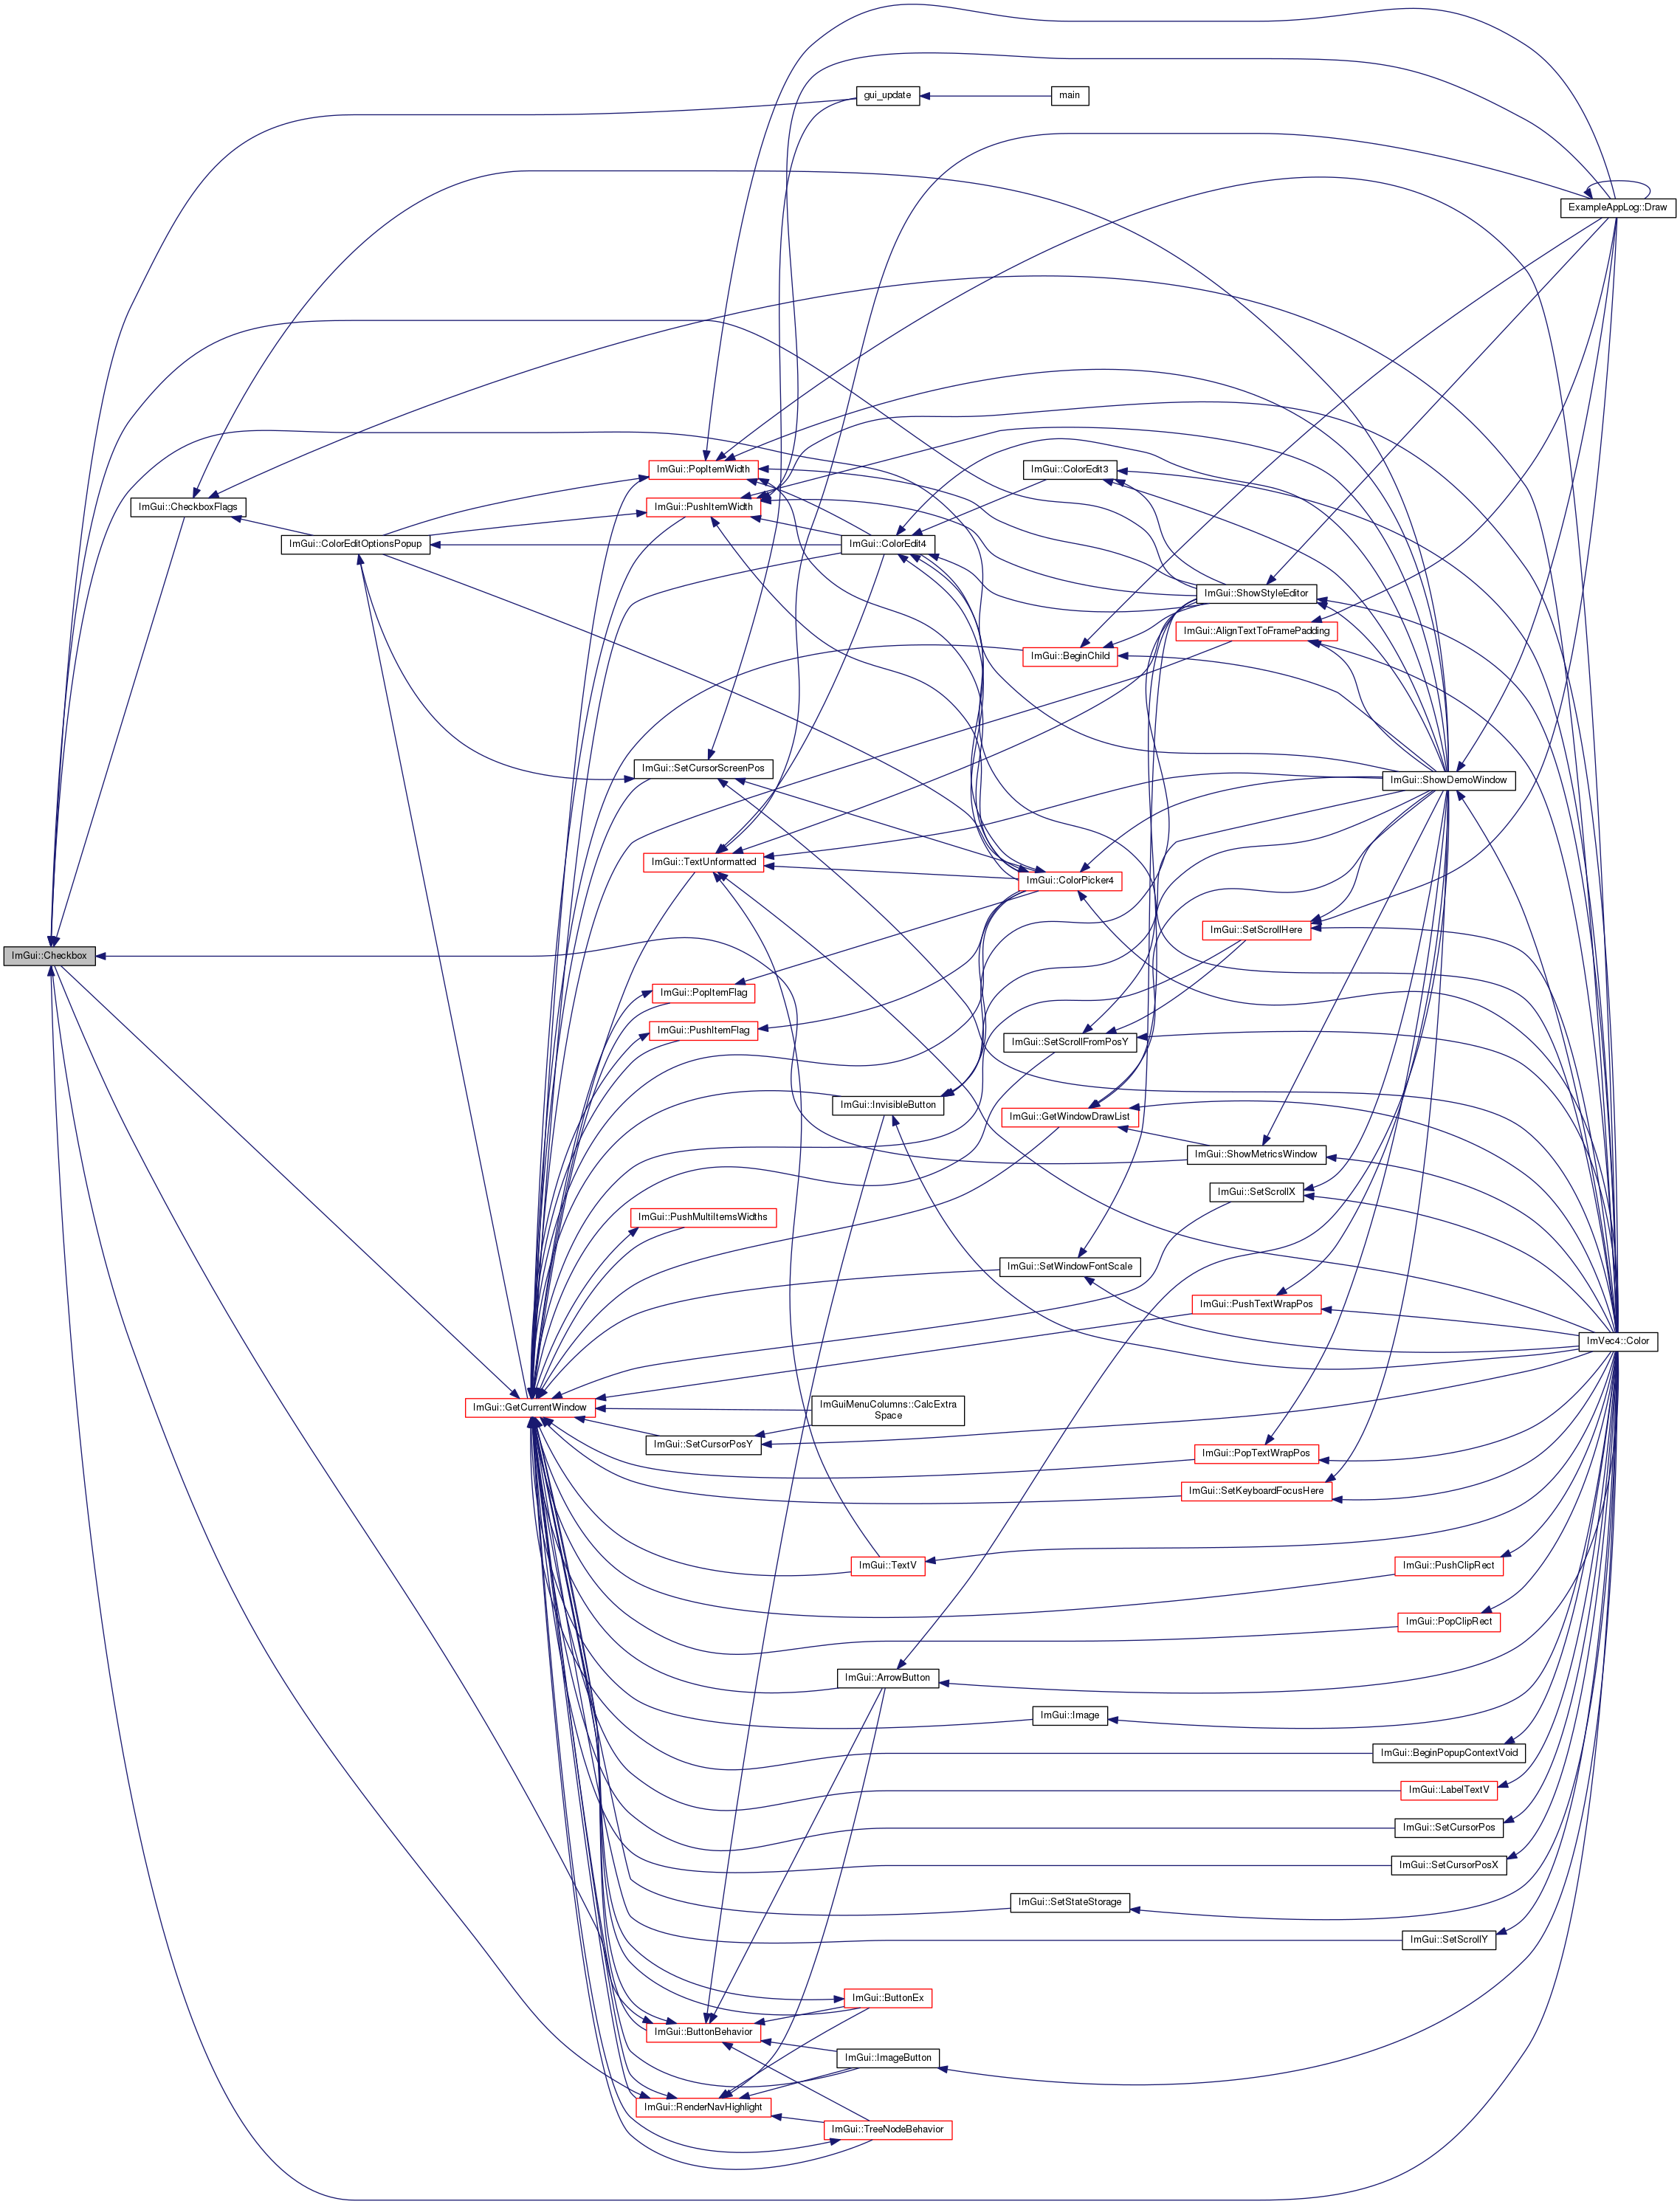 gui_update
main
ExampleAppLog::Draw
ImGui::PopItemWidth
ImGui::ColorEdit3
ImGui::CheckboxFlags
ImGui::PushItemWidth
ImGui::ColorEditOptionsPopup
ImGui::ColorEdit4
ImGui::ShowStyleEditor
ImGui::AlignTextToFramePadding
ImGui::BeginChild
ImGui::SetCursorScreenPos
ImGui::ShowDemoWindow
ImGui::TextUnformatted
ImGui::ColorPicker4
ImGui::SetScrollHere
ImGui::Checkbox
ImGui::PopItemFlag
ImGui::PushItemFlag
ImGui::SetScrollFromPosY
ImGui::InvisibleButton
ImGui::GetWindowDrawList
ImGui::ShowMetricsWindow
ImGui::SetScrollX
ImGui::PushMultiItemsWidths
ImGui::SetWindowFontScale
ImGui::PushTextWrapPos
ImVec4::Color
ImGui::GetCurrentWindow
ImGuiMenuColumns::CalcExtra
Space
ImGui::SetCursorPosY
ImGui::PopTextWrapPos
ImGui::SetKeyboardFocusHere
ImGui::TextV
ImGui::PushClipRect
ImGui::PopClipRect
ImGui::ArrowButton
ImGui::Image
ImGui::BeginPopupContextVoid
ImGui::LabelTextV
ImGui::SetCursorPos
ImGui::SetCursorPosX
ImGui::SetStateStorage
ImGui::SetScrollY
ImGui::ButtonEx
ImGui::ButtonBehavior
ImGui::ImageButton
ImGui::RenderNavHighlight
ImGui::TreeNodeBehavior